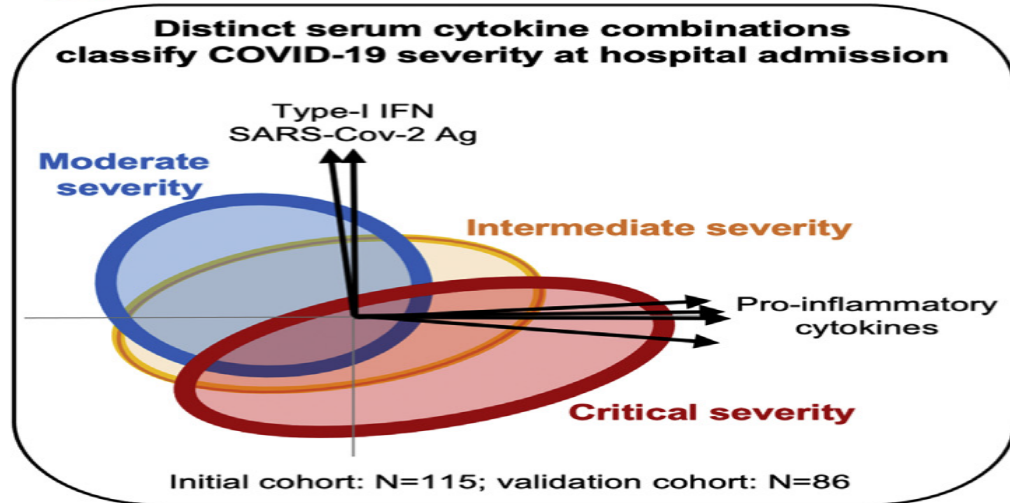 Distinct serum cytokine combinations
classify COVID-19 severity at hospital admission
Type-I IFN
SARS-Cov-2 Ag
Moderate
severity
Intermediate severity
Pro-inflammatory
cytokines
Critical severity
Initial cohort: N=115; validation cohort: N=86